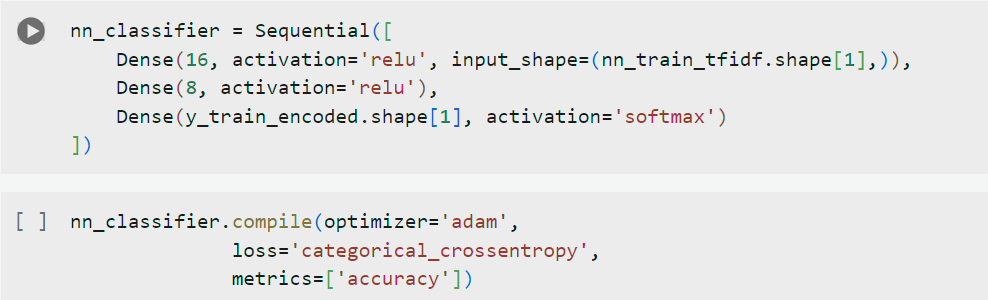 nn_classifier = Sequential([
    Dense(16, activation='relu', input_shape=(nn_train_tfidf.shape[1],)),
    Dense(8, activation='relu'),
    Dense(y_train_encoded.shape[1], activation='softmax')
])
[ ] nn_classifier.compile(optimizer='adam',
              loss='categorical_crossentropy',
              metrics=['accuracy'])